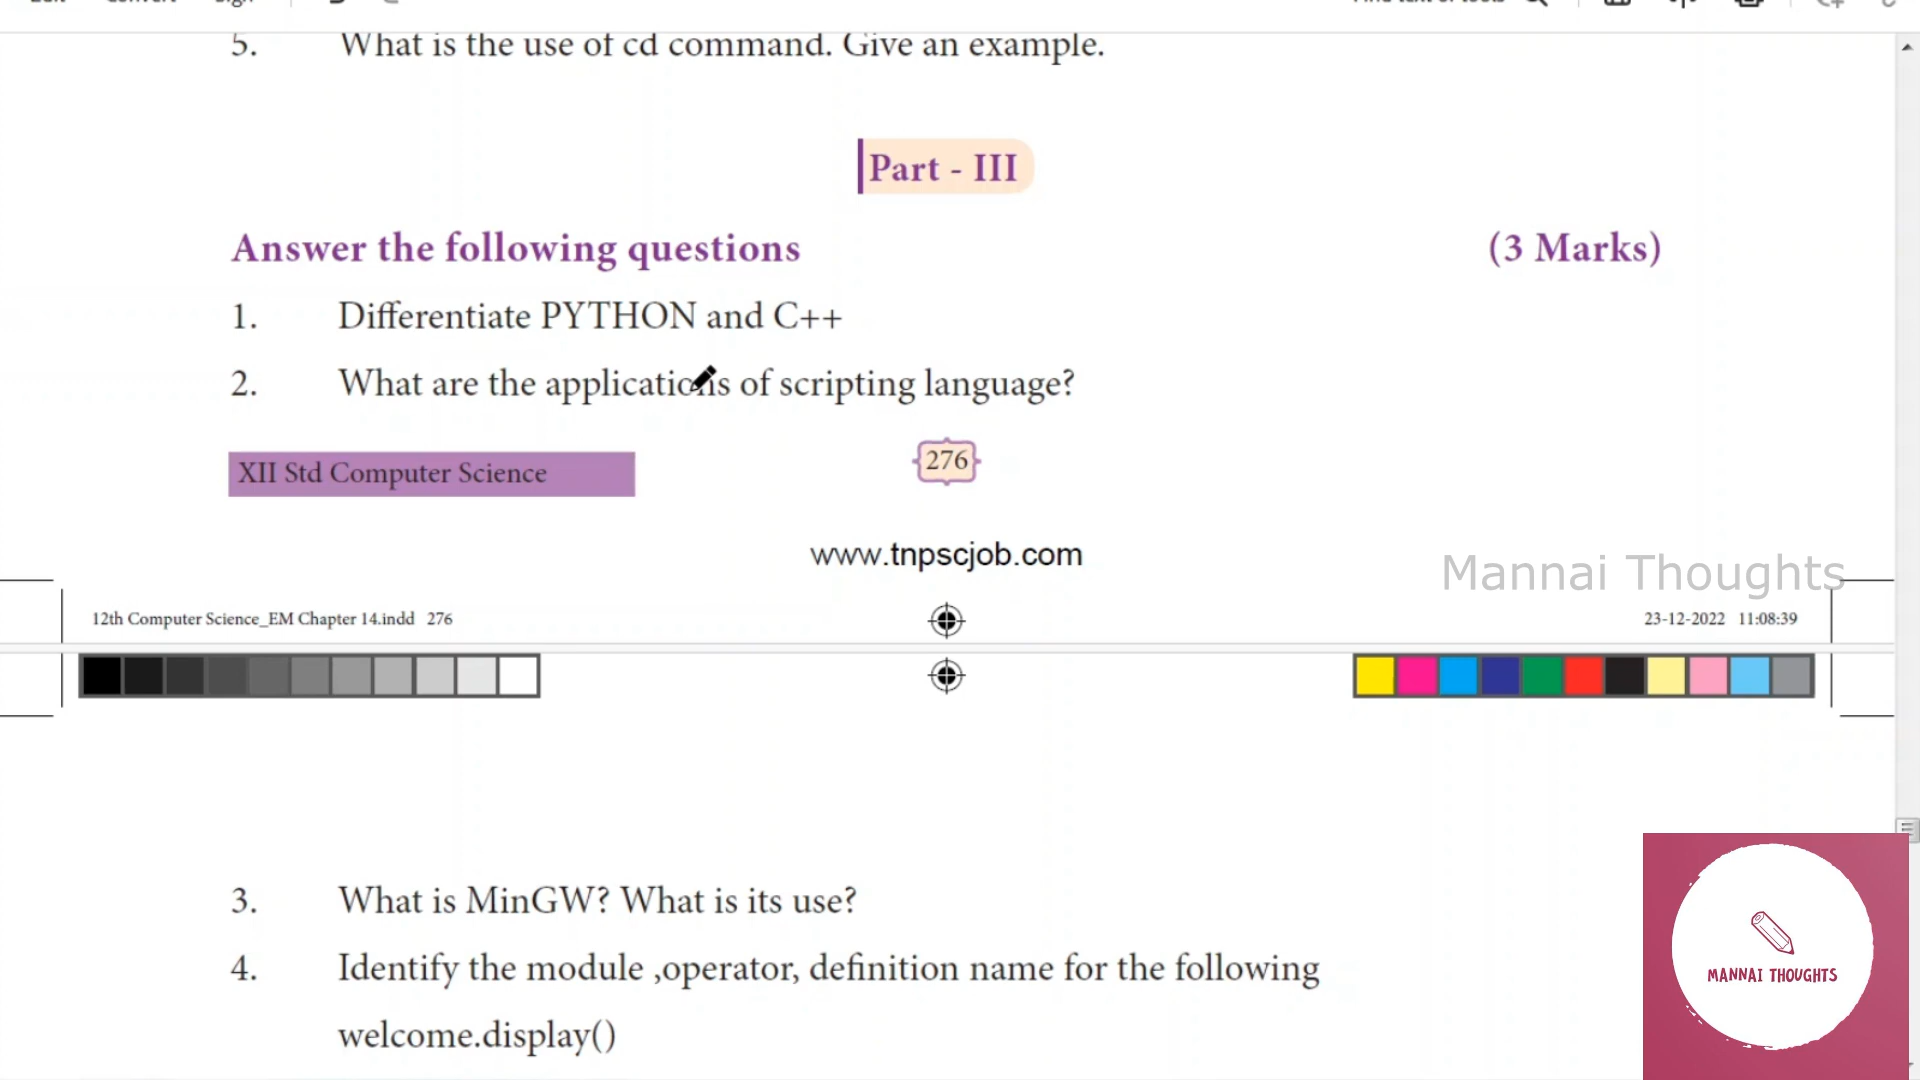 5. What is the use of cd command. Give an example.
Part - III
Answer the following questions (3 Marks)
1. Differentiate PYTHON and C++
2. What are the applications of scripting language?
XII Std Computer Science 276
www.tnpscjob.com
Mannai Thoughts
12th Computer Science_EM Chapter 14.indd 276 23-12-2022 11:08:39
3. What is MinGW? What is its use?
4. Identify the module ,operator, definition name for the following
welcome.display()
MANNAI THOUGHTS